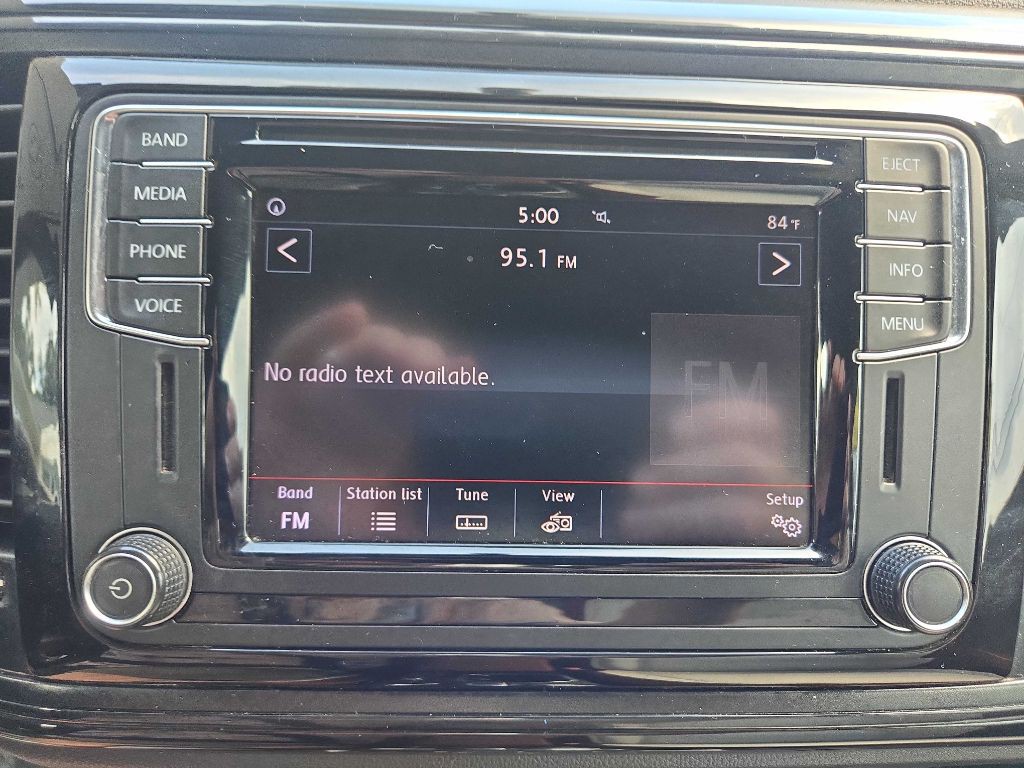 BAND
MEDIA
PHONE
VOICE
EJECT
NAV
INFO
MENU
5:00
84°F
95.1 FM
No radio text available.
FM
Band
FM
Station list
Tune
View
Setup